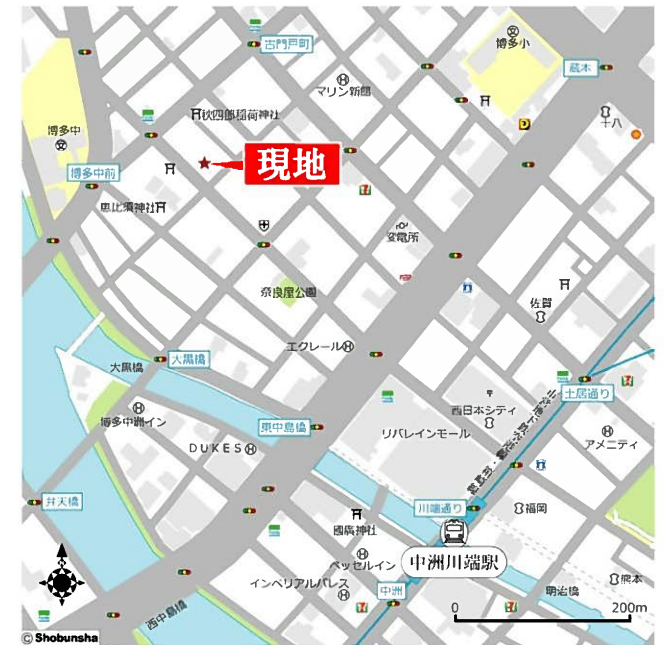 古門戸町
博多小
蔵本
マリン新館
秋四郎稲荷神社
十八
博多中
現地
博多中前
恵比須神社
変電所
奈良屋公園
佐賀
エクレール
大黒橋
大黒橋
土居通り
博多中洲イン
西日本シティ
東中島橋
リバレインモール
アメニティ
DUKES
弁天橋
川端通り
福岡
國廣神社
中洲川端駅
ベッセルイン
インペリアルパレス
中洲
明治橋
熊本
西中島橋
0 200m
© Shobunsha